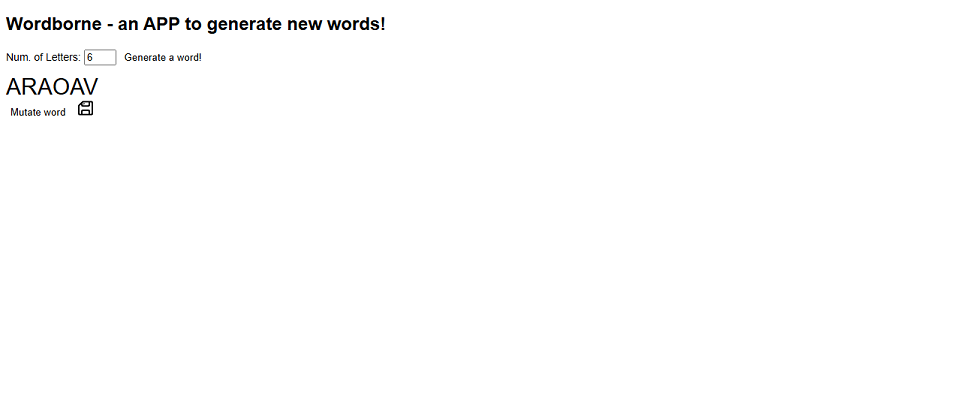 Wordborne - an APP to generate new words!
Num. of Letters: 6 Generate a word!
ARAOAV
Mutate word